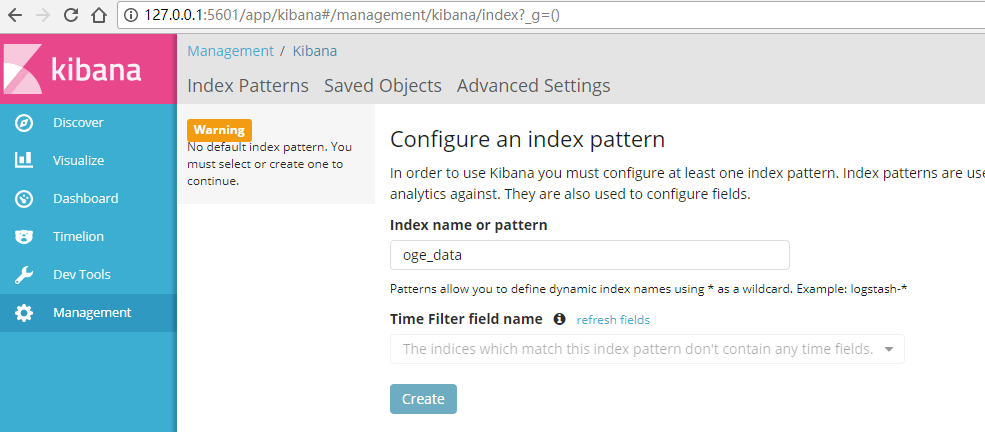 127.0.0.1:5601/app/kibana#/management/kibana/index?_g=()
kibana
Discover
Visualize
Dashboard
Timelion
Dev Tools
Management
Management / Kibana
Index Patterns Saved Objects Advanced Settings
Warning
No default index pattern. You
must select or create one to
continue.
Configure an index pattern
In order to use Kibana you must configure at least one index pattern. Index patterns are use
analytics against. They are also used to configure fields.
Index name or pattern
oge_data
Patterns allow you to define dynamic index names using * as a wildcard. Example: logstash-*
Time Filter field name refresh fields
The indices which match this index pattern don't contain any time fields.
Create